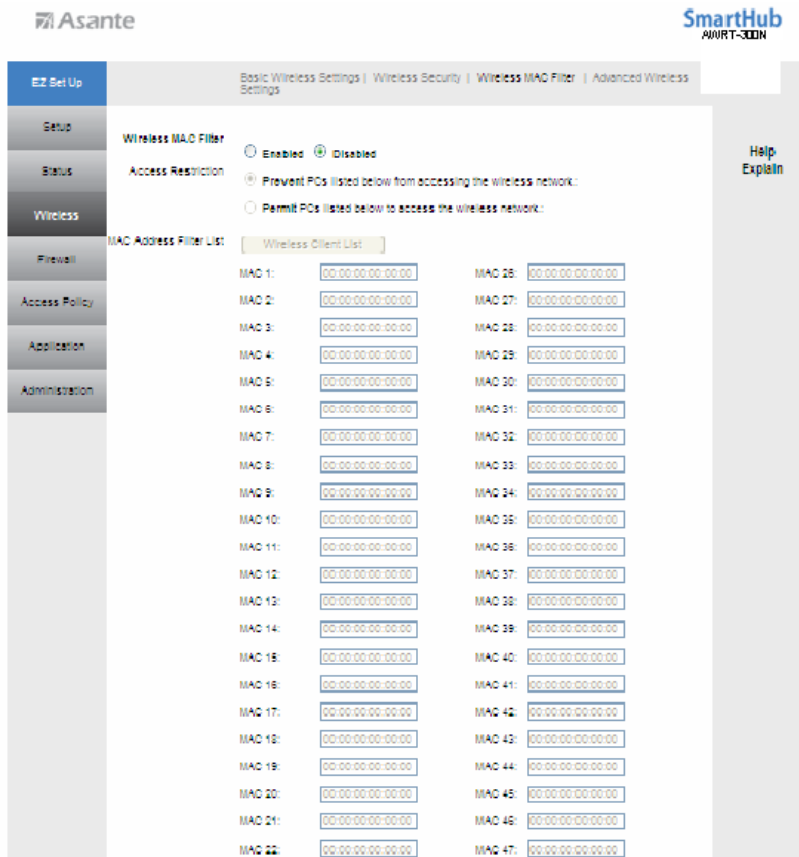 Asante
SmartHub
AWRT-300N
EZ Set Up
Basic Wireless Settings | Wireless Security | Wireless MAC Filter | Advanced Wireless
Settings
Setup
Status
Wireless
Firewall
Access Policy
Application
Administration
Help
Explain
Wireless MAC Filter
Enabled Disabled
Access Restriction
Prevent PCs listed below from accessing the wireless network.:
Permit PCs listed below to access the wireless network.:
MAC Address Filter List
Wireless Client List
MAC 1: 00:00:00:00:00:00 MAC 26: 00:00:00:00:00:00
MAC 2: 00:00:00:00:00:00 MAC 27: 00:00:00:00:00:00
MAC 3: 00:00:00:00:00:00 MAC 28: 00:00:00:00:00:00
MAC 4: 00:00:00:00:00:00 MAC 29: 00:00:00:00:00:00
MAC 5: 00:00:00:00:00:00 MAC 30: 00:00:00:00:00:00
MAC 6: 00:00:00:00:00:00 MAC 31: 00:00:00:00:00:00
MAC 7: 00:00:00:00:00:00 MAC 32: 00:00:00:00:00:00
MAC 8: 00:00:00:00:00:00 MAC 33: 00:00:00:00:00:00
MAC 9: 00:00:00:00:00:00 MAC 34: 00:00:00:00:00:00
MAC 10: 00:00:00:00:00:00 MAC 35: 00:00:00:00:00:00
MAC 11: 00:00:00:00:00:00 MAC 36: 00:00:00:00:00:00
MAC 12: 00:00:00:00:00:00 MAC 37: 00:00:00:00:00:00
MAC 13: 00:00:00:00:00:00 MAC 38: 00:00:00:00:00:00
MAC 14: 00:00:00:00:00:00 MAC 39: 00:00:00:00:00:00
MAC 15: 00:00:00:00:00:00 MAC 40: 00:00:00:00:00:00
MAC 16: 00:00:00:00:00:00 MAC 41: 00:00:00:00:00:00
MAC 17: 00:00:00:00:00:00 MAC 42: 00:00:00:00:00:00
MAC 18: 00:00:00:00:00:00 MAC 43: 00:00:00:00:00:00
MAC 19: 00:00:00:00:00:00 MAC 44: 00:00:00:00:00:00
MAC 20: 00:00:00:00:00:00 MAC 45: 00:00:00:00:00:00
MAC 21: 00:00:00:00:00:00 MAC 46: 00:00:00:00:00:00
MAC 22: 00:00:00:00:00:00 MAC 47: 00:00:00:00:00:00